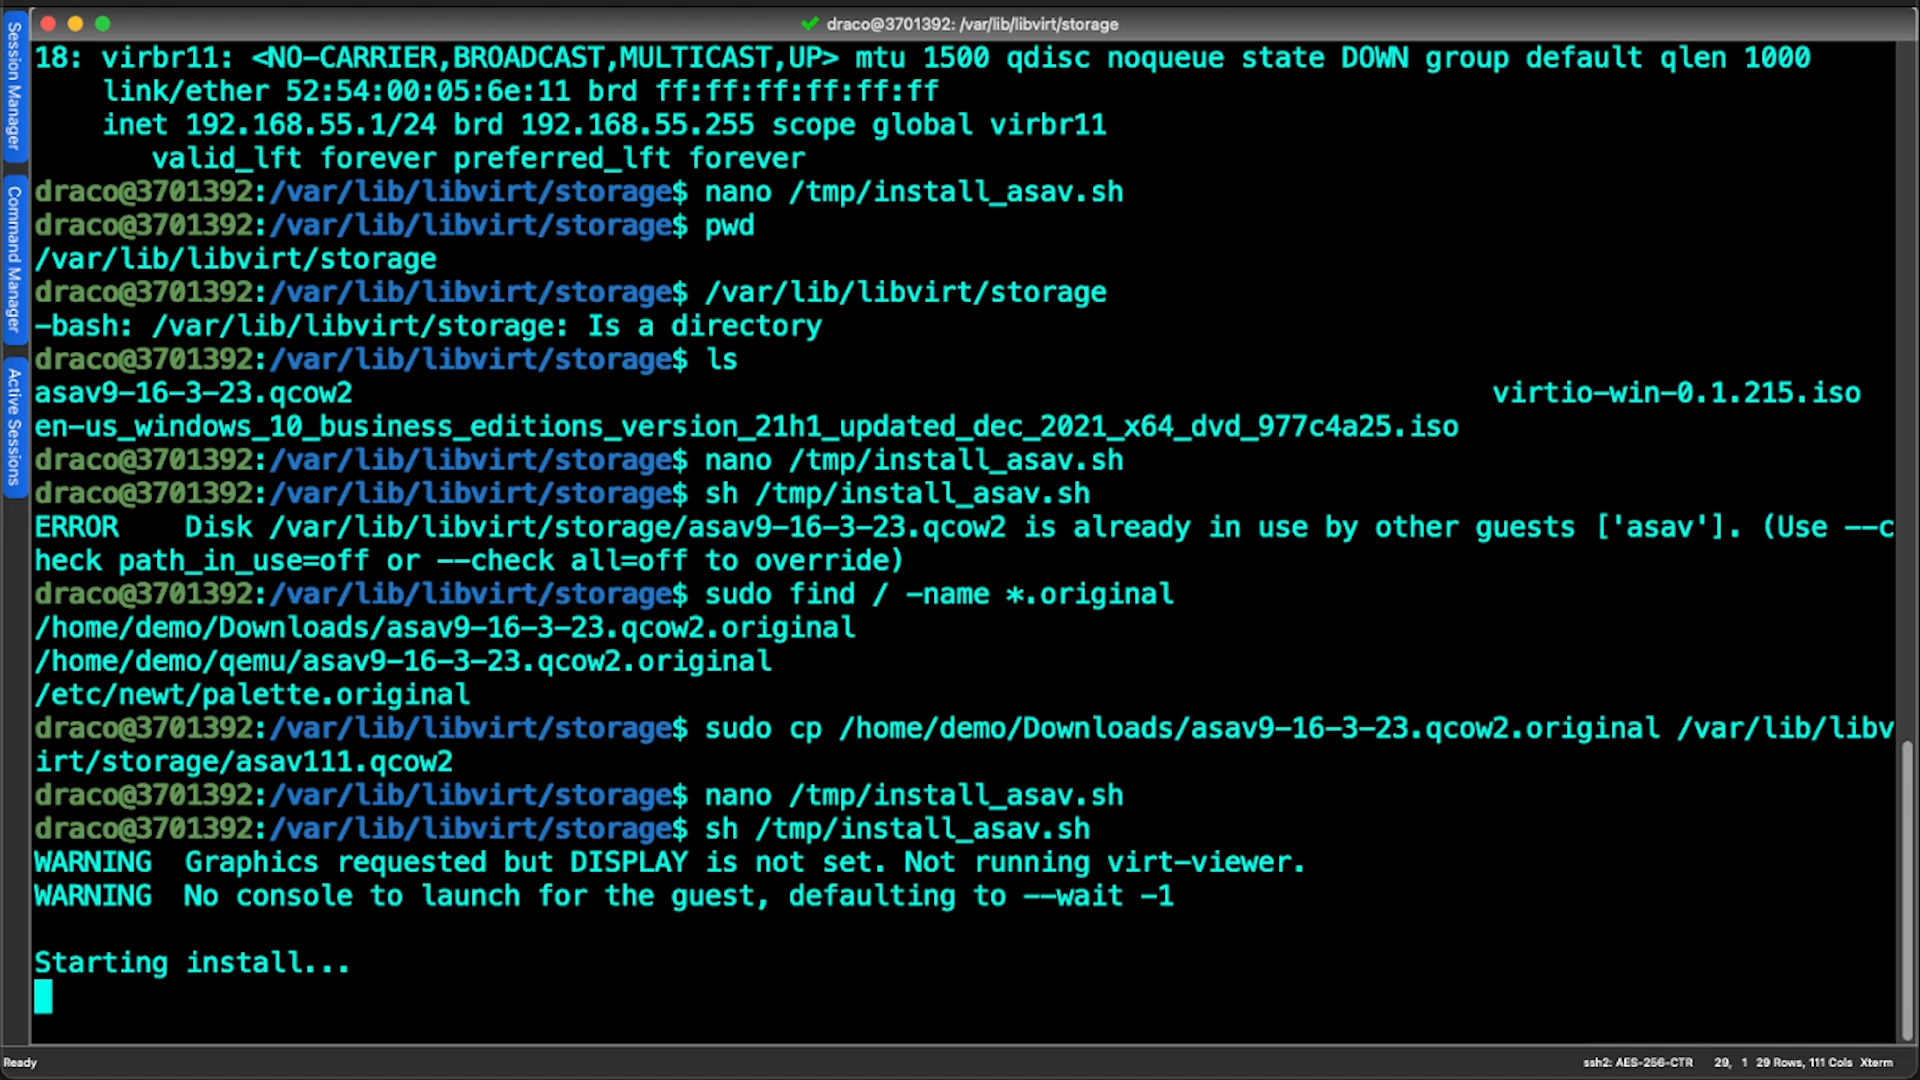 draco@3701392: /var/lib/libvirt/storage
Session Manager
Command Manager
Active Sessions
18: virbr11: <NO-CARRIER,BROADCAST,MULTICAST,UP> mtu 1500 qdisc noqueue state DOWN group default qlen 1000
    link/ether 52:54:00:05:6e:11 brd ff:ff:ff:ff:ff:ff
    inet 192.168.55.1/24 brd 192.168.55.255 scope global virbr11
       valid_lft forever preferred_lft forever
draco@3701392:/var/lib/libvirt/storage$ nano /tmp/install_asav.sh
draco@3701392:/var/lib/libvirt/storage$ pwd
/var/lib/libvirt/storage
draco@3701392:/var/lib/libvirt/storage$ /var/lib/libvirt/storage
-bash: /var/lib/libvirt/storage: Is a directory
draco@3701392:/var/lib/libvirt/storage$ ls
asav9-16-3-23.qcow2 virtio-win-0.1.215.iso
en-us_windows_10_business_editions_version_21h1_updated_dec_2021_x64_dvd_977c4a25.iso
draco@3701392:/var/lib/libvirt/storage$ nano /tmp/install_asav.sh
draco@3701392:/var/lib/libvirt/storage$ sh /tmp/install_asav.sh
ERROR    Disk /var/lib/libvirt/storage/asav9-16-3-23.qcow2 is already in use by other guests ['asav']. (Use --c
heck path_in_use=off or --check all=off to override)
draco@3701392:/var/lib/libvirt/storage$ sudo find / -name *.original
/home/demo/Downloads/asav9-16-3-23.qcow2.original
/home/demo/qemu/asav9-16-3-23.qcow2.original
/etc/newt/palette.original
draco@3701392:/var/lib/libvirt/storage$ sudo cp /home/demo/Downloads/asav9-16-3-23.qcow2.original /var/lib/libv
irt/storage/asav111.qcow2
draco@3701392:/var/lib/libvirt/storage$ nano /tmp/install_asav.sh
draco@3701392:/var/lib/libvirt/storage$ sh /tmp/install_asav.sh
WARNING  Graphics requested but DISPLAY is not set. Not running virt-viewer.
WARNING  No console to launch for the guest, defaulting to --wait -1
Starting install...
Ready
ssh2: AES-256-CTR 29, 1 29 Rows, 111 Cols Xterm